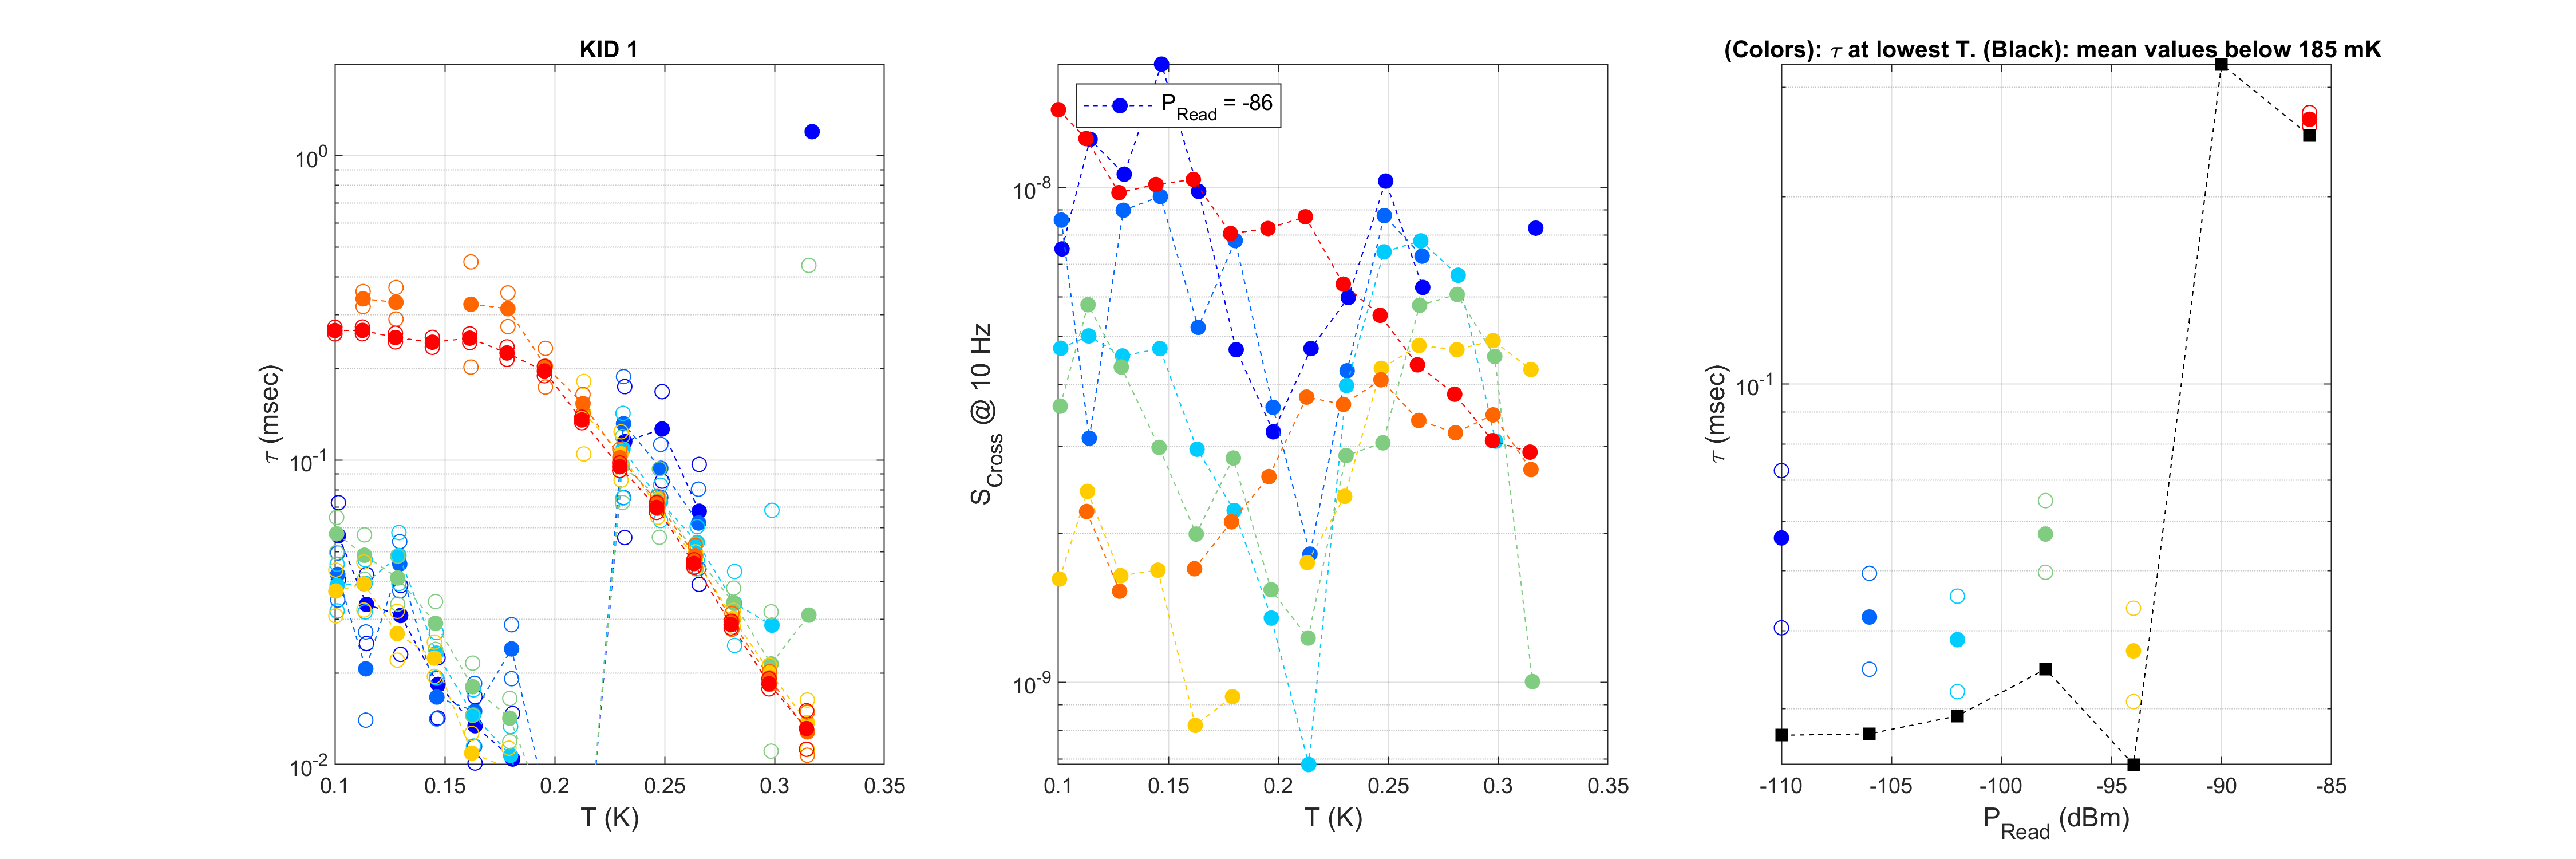 KID 1
10^0
10^-1
10^-2
τ (msec)
0.1 0.15 0.2 0.25 0.3 0.35
T (K)
P_Read = -86
10^-8
10^-9
S_Cross @ 10 Hz
0.1 0.15 0.2 0.25 0.3 0.35
T (K)
(Colors): τ at lowest T. (Black): mean values below 185 mK
10^-1
τ (msec)
-110 -105 -100 -95 -90 -85
P_Read (dBm)